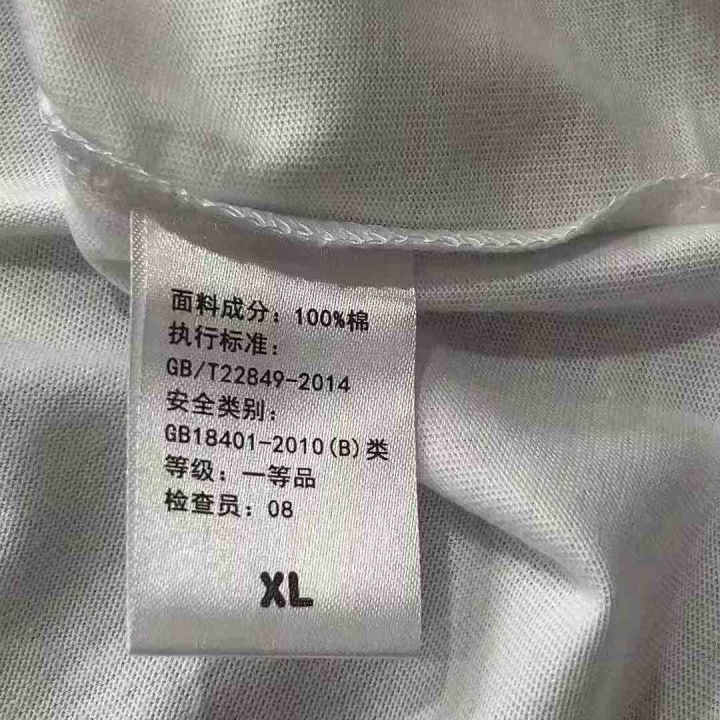 面料成分：100%棉
执行标准：
GB/T22849-2014
安全类别：
GB18401-2010(B)类
等级：一等品
检查员：08
XL